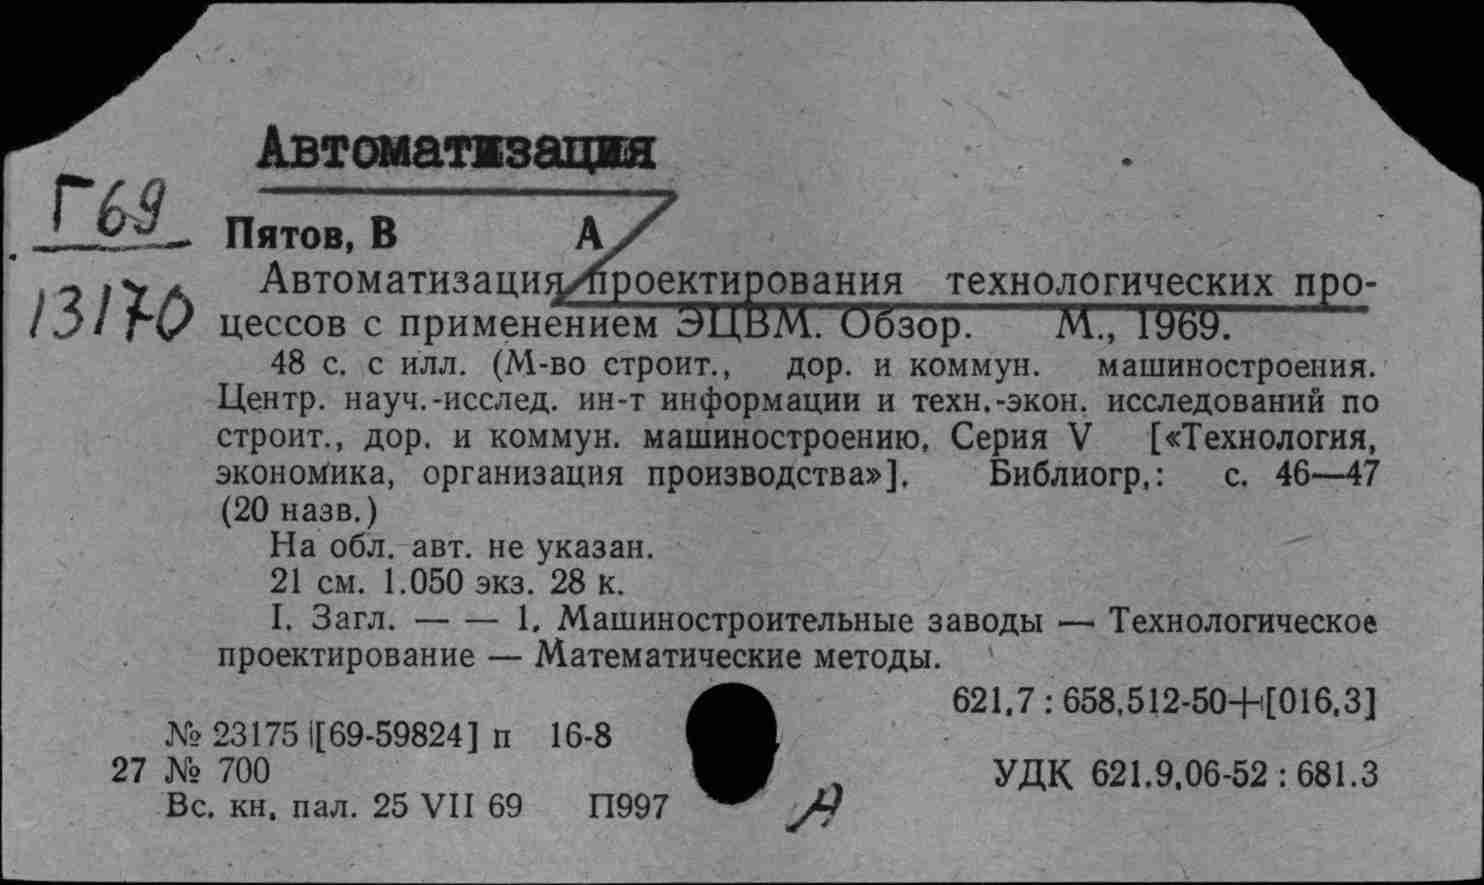 Автоматизация
Г69
Пятов, В А
Автоматизация проектирования технологических про-
13170 цессов с применением ЭЦВМ. Обзор. М., 1969.
48 с. с илл. (М-во строит., дор. и коммун. машиностроения.
Центр. науч.-исслед. ин-т информации и техн.-экон. исследований по
строит., дор. и коммун. машиностроению. Серия V [«Технология,
экономика, организация производства»]. Библиогр.: с. 46—47
(20 назв.)
На обл. авт. не указан.
21 см. 1.050 экз. 28 к.
I. Загл. — — 1. Машиностроительные заводы — Технологическое
проектирование — Математические методы.
621.7 : 658.512-50+[016.3]
№ 23175 [69-59824] п 16-8
27 № 700
УДК 621.9.06-52 : 681.3
Вс. кн. пал. 25 VII 69 П997